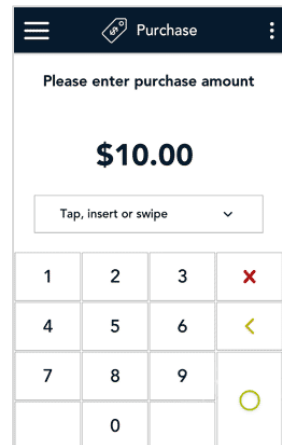 Purchase
Please enter purchase amount
$10.00
Tap, insert or swipe
1 2 3
4 5 6
7 8 9
0